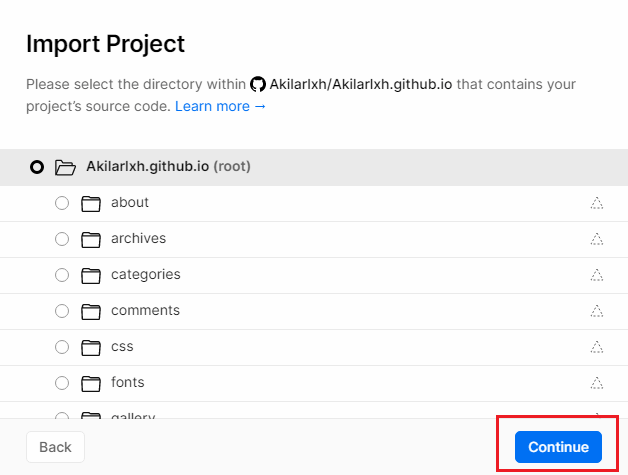 Import Project
Please select the directory within Akilarlxh/Akilarlxh.github.io that contains your
project's source code. Learn more →
Akilarlxh.github.io (root)
about
archives
categories
comments
css
fonts
gallery
Back
Continue